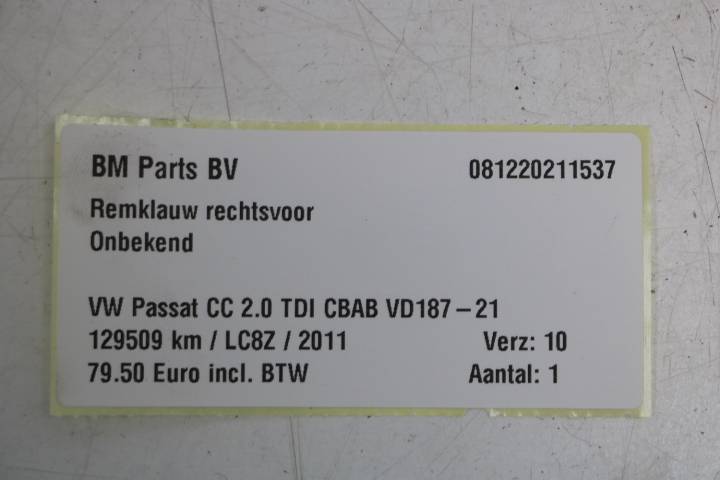 BM Parts BV 081220211537
Remklauw rechtsvoor
Onbekend
VW Passat CC 2.0 TDI CBAB VD187-21
129509 km / LC8Z / 2011 Verz: 10
79.50 Euro incl. BTW Aantal: 1